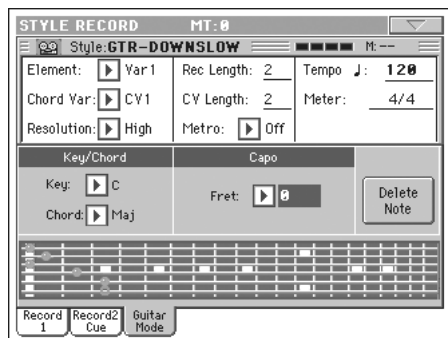 STYLE RECORD MT:0
Style:GTR-DOWNSLOW M:--
Element: Var1 Rec Length: 2 Tempo ♩: 120
Chord Var: CV1 CV Length: 2 Meter: 4/4
Resolution: High Metro: Off
Key/Chord Capo
Key: C
Fret: 0
Chord: Maj
Delete
Note
Record
1
Record2
Cue
Guitar
Mode